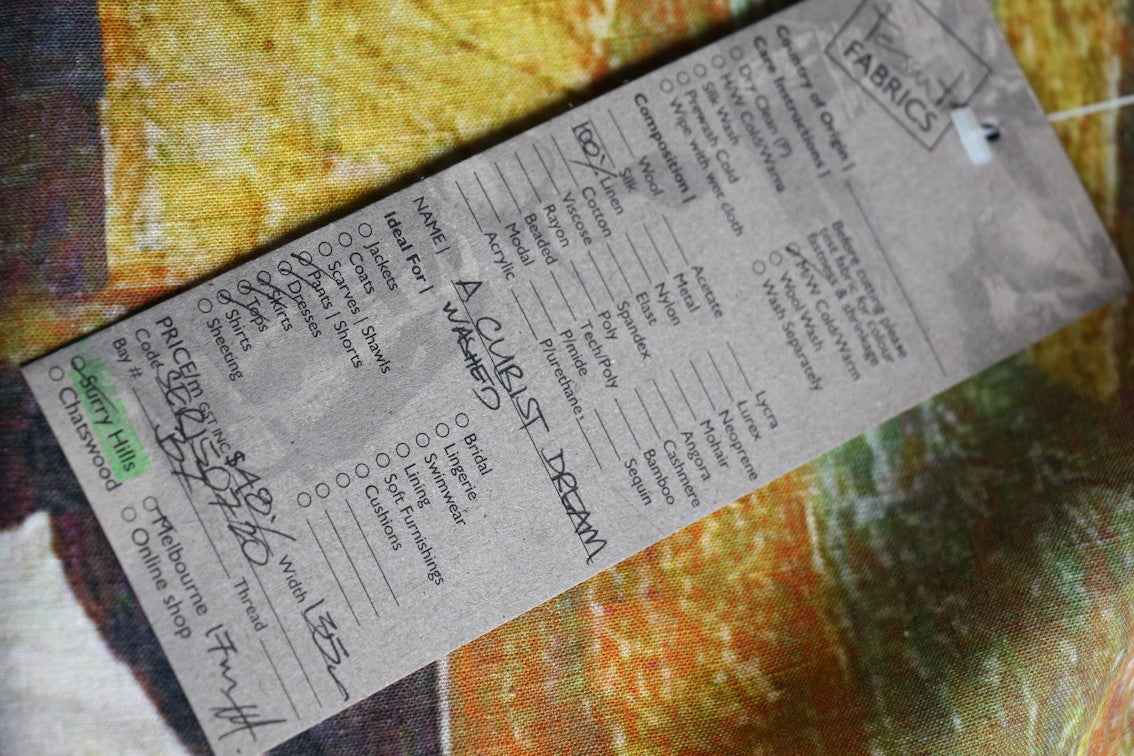 Tessuti
FABRICS
Country of Origin |
Care Instructions |
Dry Clean (P)
H/W Cold/Warm
Silk Wash
Prewash Cold
Wipe with wet cloth
Before cutting please
test fabric for colour
fastness & shrinkage
M/W Cold/Warm
Wool Wash
Wash Separately
Composition |
Wool
Silk
100% Linen
Cotton
Viscose
Rayon
Beaded
Modal
Acrylic
Acetate
Metal
Nylon
Elast
Spandex
Poly
Tech/Poly
P/mide
P/urethane
Lycra
Lurex
Neoprene
Mohair
Angora
Cashmere
Bamboo
Sequin
NAME | A CUBIST DREAM
WASHED
Ideal For |
Jackets
Coats
Scarves | Shawls
Pants | Shorts
Dresses
Skirts
Tops
Shirts
Sheeting
Bridal
Lingerie
Swimwear
Lining
Soft Furnishings
Cushions
PRICE/m GST INC Width
Code Thread
Bay #
Surry Hills
Chatswood
Melbourne
Online shop